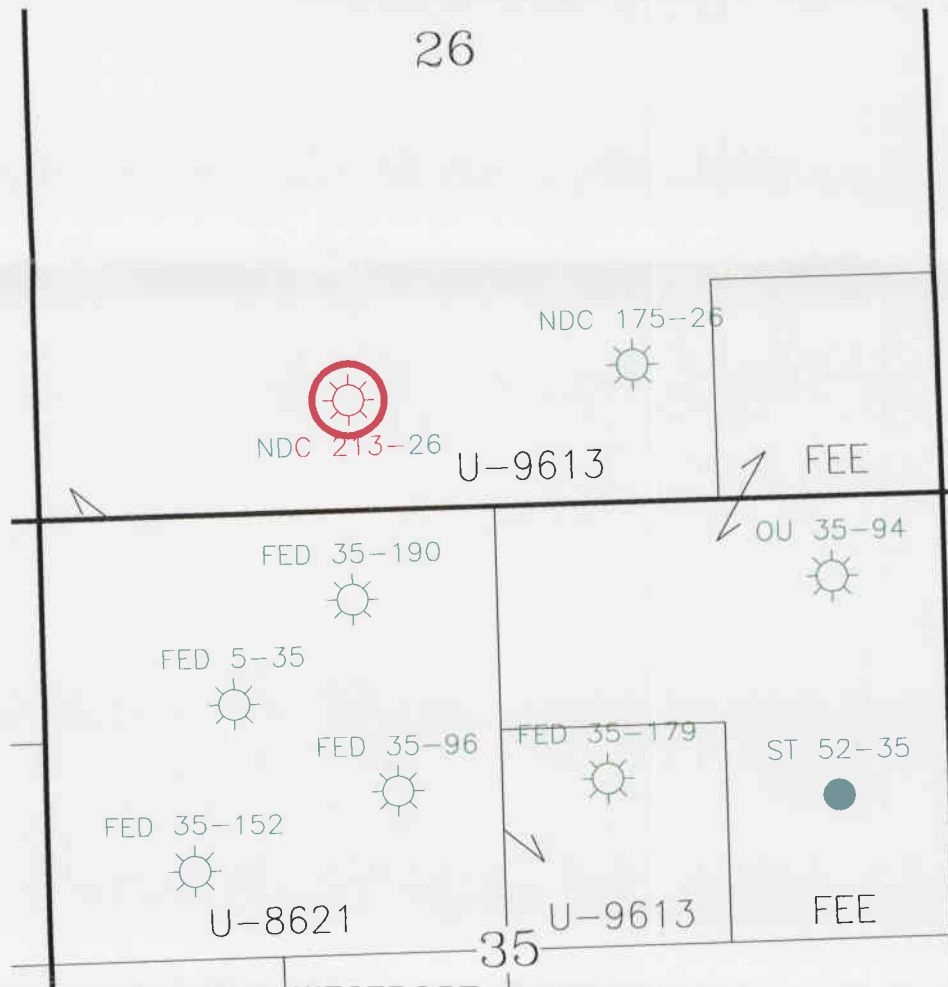 26
NDC 175-26
NDC 213-26
U-9613
FEE
OU 35-94
FED 35-190
FED 5-35
FED 35-96
FED 35-179
ST 52-35
FED 35-152
U-8621
U-9613
FEE
35